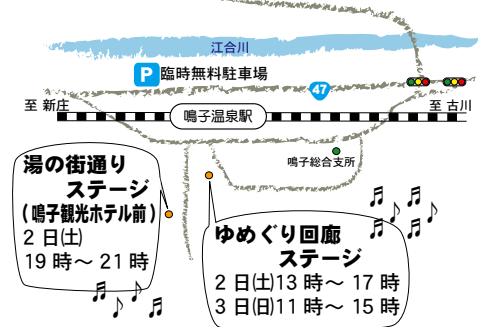 江合川
P 臨時無料駐車場
47
至 新庄
至 古川
鳴子温泉駅
鳴子総合支所
湯の街通り
ステージ
(鳴子観光ホテル前)
2 日㈯
19 時～ 21 時
ゆめぐり回廊
ステージ
2 日㈯13 時～ 17 時
3 日㈰11 時～ 15 時